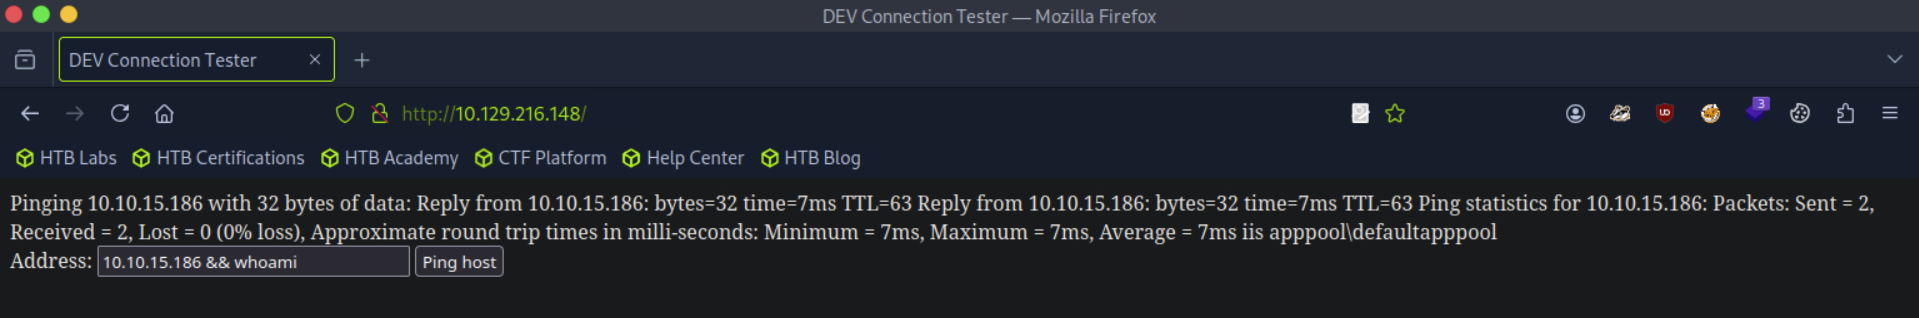 DEV Connection Tester — Mozilla Firefox
DEV Connection Tester
http://10.129.216.148/
3
HTB Labs HTB Certifications HTB Academy CTF Platform Help Center HTB Blog
Pinging 10.10.15.186 with 32 bytes of data: Reply from 10.10.15.186: bytes=32 time=7ms TTL=63 Reply from 10.10.15.186: bytes=32 time=7ms TTL=63 Ping statistics for 10.10.15.186: Packets: Sent = 2,
Received = 2, Lost = 0 (0% loss), Approximate round trip times in milli-seconds: Minimum = 7ms, Maximum = 7ms, Average = 7ms iis apppool\defaultapppool
Address: 10.10.15.186 && whoami Ping host